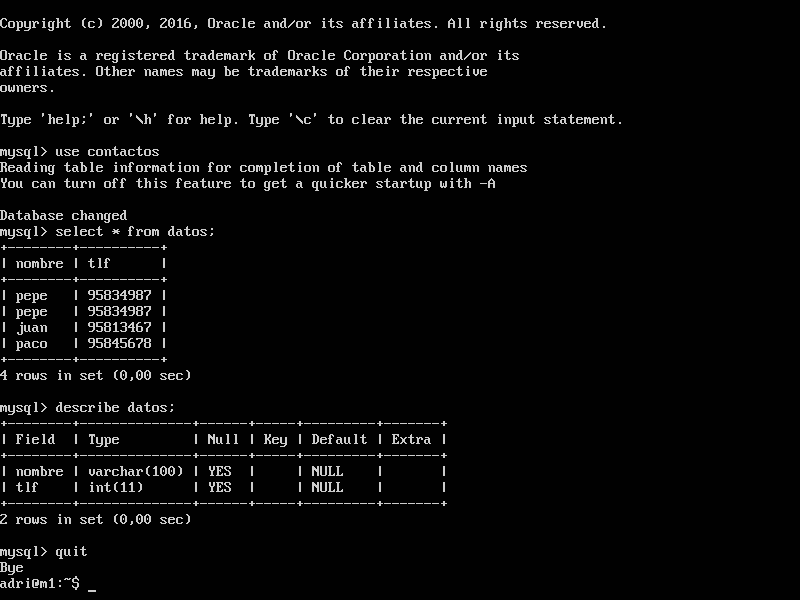 Copyright (c) 2000, 2016, Oracle and/or its affiliates. All rights reserved.
Oracle is a registered trademark of Oracle Corporation and/or its
affiliates. Other names may be trademarks of their respective
owners.
Type 'help;' or '\h' for help. Type '\c' to clear the current input statement.
mysql> use contactos
Reading table information for completion of table and column names
You can turn off this feature to get a quicker startup with -A
Database changed
mysql> select * from datos;
+--------+----------+
| nombre | tlf      |
+--------+----------+
| pepe   | 95834987 |
| pepe   | 95834987 |
| juan   | 95813467 |
| paco   | 95845678 |
+--------+----------+
4 rows in set (0,00 sec)
mysql> describe datos;
+--------+--------------+------+-----+---------+-------+
| Field  | Type         | Null | Key | Default | Extra |
+--------+--------------+------+-----+---------+-------+
| nombre | varchar(100) | YES  |     | NULL    |       |
| tlf    | int(11)      | YES  |     | NULL    |       |
+--------+--------------+------+-----+---------+-------+
2 rows in set (0,00 sec)
mysql> quit
Bye
adri@m1:~$ _